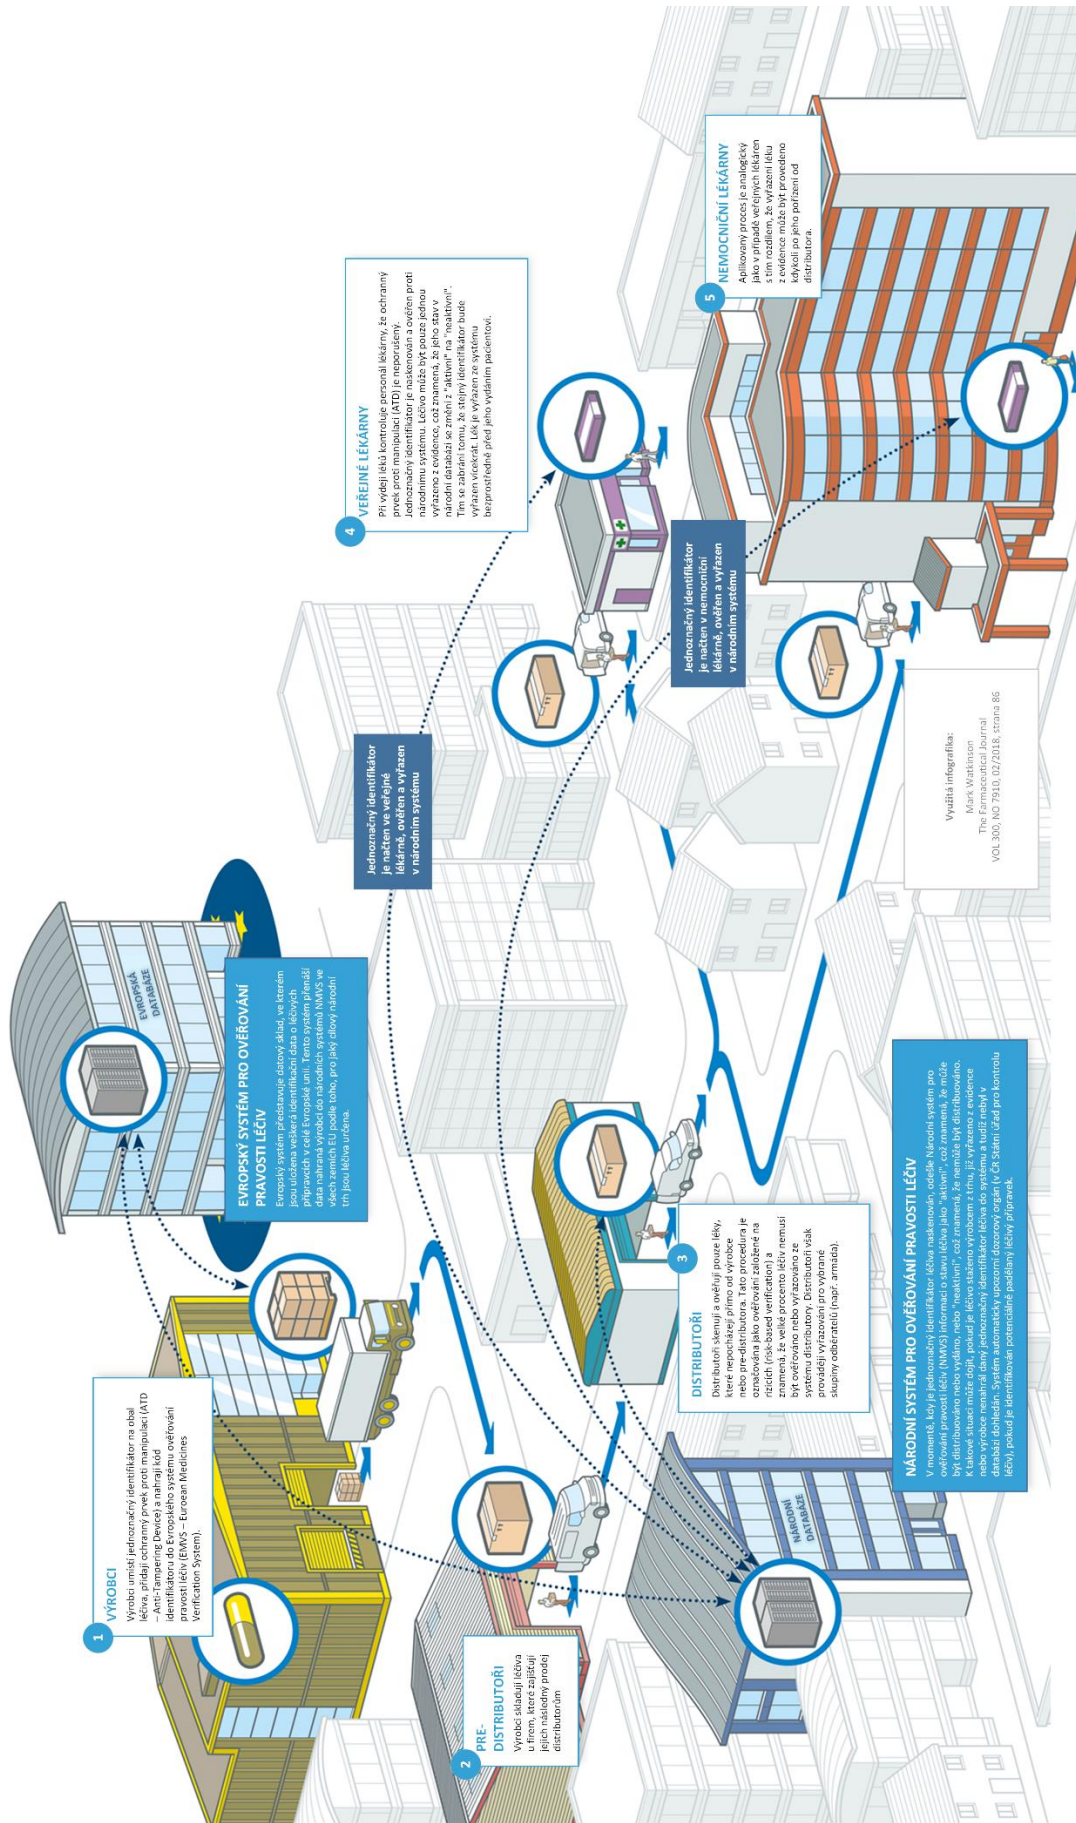 1
VÝROBCI
Výrobci umístí jednoznačný identifikátor na obal
léčiva, přidají ochranný prvek proti manipulaci (ATD
– Anti-Tampering Device) a nahrají kód
identifikátoru do Evropského systému ověřování
pravosti léčiv (EMVS – Euroean Medicines
Verification System).
2
PRE-
DISTRIBUTOŘI
Výrobci skladují léčiva
u firem, které zajišťují
jejich následný prodej
distributorům
EVROPSKÁ
DATABÁZE
EVROPSKÝ SYSTÉM PRO OVĚŘOVÁNÍ
PRAVOSTI LÉČIV
Evropský systém představuje datový sklad, ve kterém
jsou uložena veškerá identifikační data o léčivých
přípravcích v celé Evropské unii. Tento systém přenáší
data nahraná výrobci do národních systémů NMVS ve
všech zemích EU podle toho, pro jaký cílový národní
trh jsou léčiva určena.
3
DISTRIBUTOŘI
Distributoři skenují a ověřují pouze léky,
které nepocházejí přímo od výrobce
nebo pre-distributora. Tato procedura je
označována jako ověřování založené na
rizicích (risk-based verification) a
znamená, že velké procento léčiv nemusí
být ověřováno nebo vyřazováno ze
systému distributory. Distributoři však
provádějí vyřazování pro vybrané
skupiny odběratelů (např. armáda).
NÁRODNÍ
DATABÁZE
NÁRODNÍ SYSTÉM PRO OVĚŘOVÁNÍ PRAVOSTI LÉČIV
V momentě, kdy je jednoznačný identifikátor léčiva naskenován, odešle Národní systém pro
ověřování pravosti léčiv (NMVS) informaci o stavu léčiva jako "aktivní", což znamená, že může
být distribuováno nebo vydáno, nebo "neaktivní", což znamená, že nemůže být distribuováno.
K takové situaci může dojít, pokud je léčivo staženo výrobcem z trhu, již vyřazeno z evidence
nebo výrobce nenahrál daný jednoznačný identifikátor léčiva do systému a tudíž nebyl v
databázi dohledán. Systém automaticky upozorní dozorový orgán (v ČR Státní úřad pro kontrolu
léčiv), pokud je identifikován potenciálně padělaný léčivý přípravek.
Jednoznačný identifikátor
je načten ve veřejné
lékárně, ověřen a vyřazen
v národním systému
4
VEŘEJNÉ LÉKÁRNY
Při výdeji léků kontroluje personál lékárny, že ochranný
prvek proti manipulaci (ATD) je neporušený.
Jednoznačný identifikátor je naskenován a ověřen proti
národnímu systému. Léčivo může být pouze jednou
vyřazeno z evidence, což znamená, že jeho stav v
národní databázi se změní z "aktivní" na "neaktivní".
Tím se zabrání tomu, že stejný identifikátor bude
vyřazen vícekrát. Lék je vyřazen ze systému
bezprostředně před jeho vydáním pacientovi.
Jednoznačný identifikátor
je načten v nemocniční
lékárně, ověřen a vyřazen
v národním systému
5
NEMOCNIČNÍ LÉKÁRNY
Aplikovaný proces je analogický
jako v případě veřejných lékáren
s tím rozdílem, že vyřazení léku
z evidence může být provedeno
kdykoli po jeho pořízení od
distributora.
Využitá infografika:
Mark Watkinson
The Farmaceutical Journal
VOL 300, NO 7910, 02/2018, strana 86